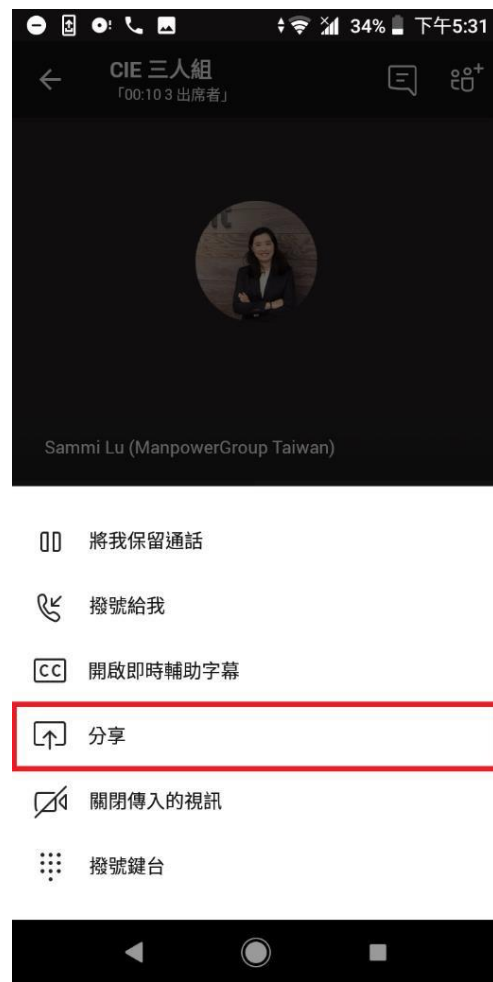 34% 下午5:31
CIE 三人組
「00:10 3 出席者」
Sammi Lu (ManpowerGroup Taiwan)
將我保留通話
撥號給我
CC 開啟即時輔助字幕
分享
關閉傳入的視訊
撥號鍵台